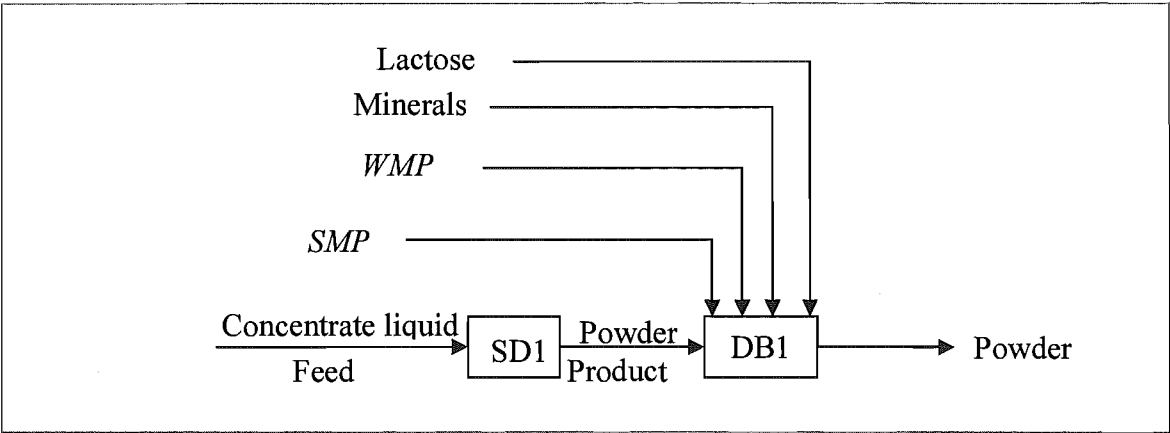 Lactose
Minerals
WMP
SMP
Concentrate liquid
Feed
SD1
Powder
Product
DB1
Powder